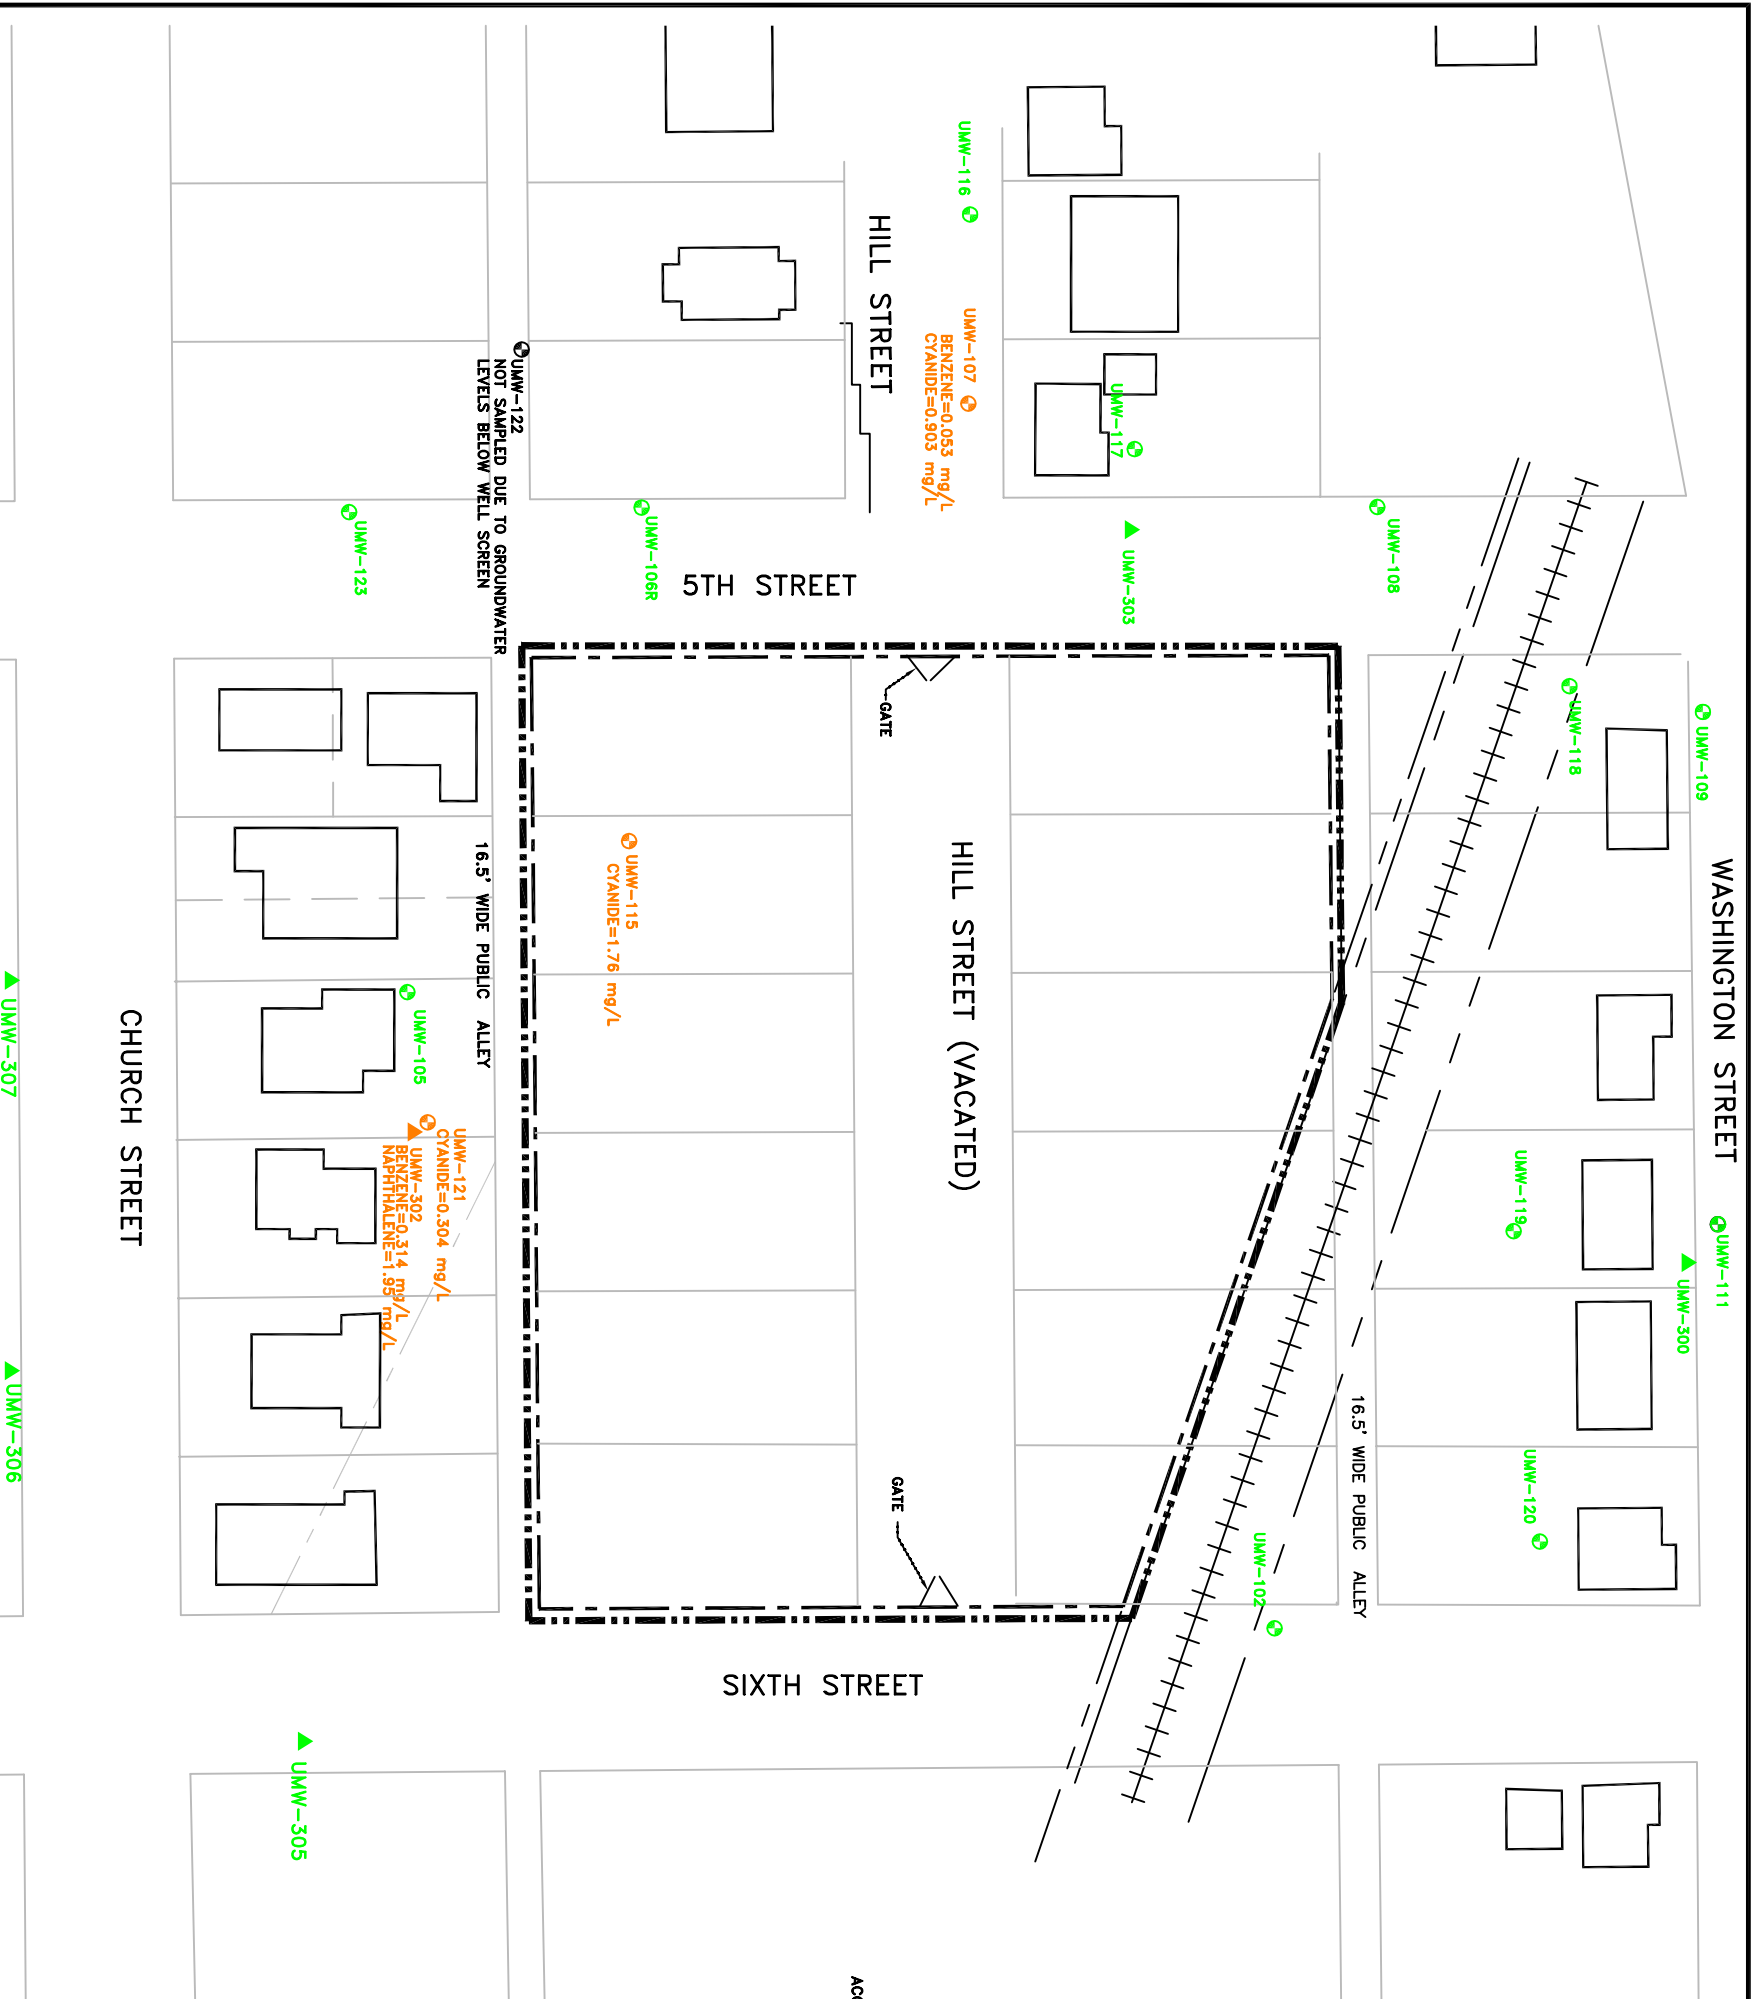 UMW-116
HILL STREET
UMW-107
BENZENE=0.053 mg/L
CYANIDE=0.903 mg/L
UMW-117
UMW-122
NOT SAMPLED DUE TO GROUNDWATER
LEVELS BELOW WELL SCREEN
UMW-123
UMW-106R
5TH STREET
UMW-303
UMW-108
GATE
UMW-118
UMW-109
WASHINGTON STREET
16.5' WIDE PUBLIC ALLEY
UMW-115
CYANIDE=1.76 mg/L
HILL STREET (VACATED)
UMW-307
CHURCH STREET
UMW-105
UMW-121
CYANIDE=0.304 mg/L
UMW-302
BENZENE=0.314 mg/L
NAPHTHALENE=1.95 mg/L
UMW-119
UMW-111
UMW-300
UMW-306
16.5' WIDE PUBLIC ALLEY
GATE
UMW-120
UMW-102
SIXTH STREET
UMW-305